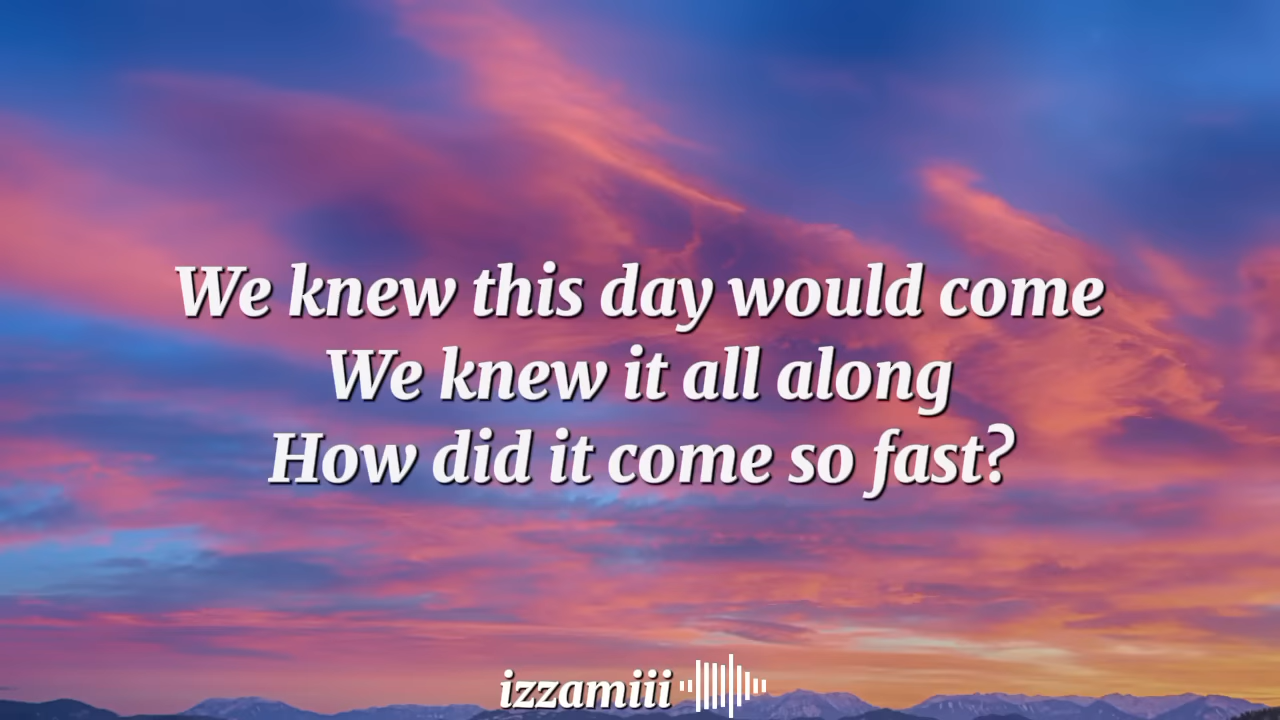 We knew this day would come
We knew it all along
How did it come so fast?
izzamiii